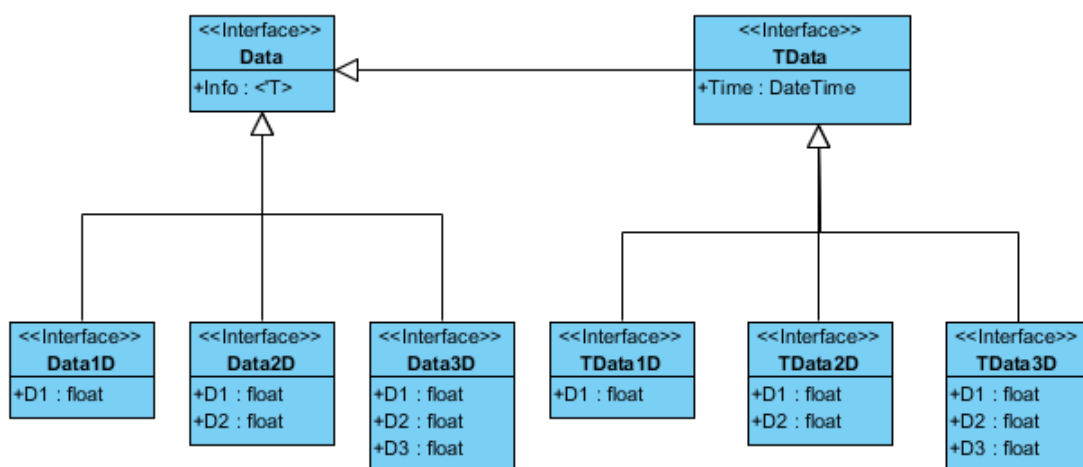 <<Interface>>
Data
+Info : <'T>
<<Interface>>
TData
+Time : DateTime
<<Interface>>
Data1D
+D1 : float
<<Interface>>
Data2D
+D1 : float
+D2 : float
<<Interface>>
Data3D
+D1 : float
+D2 : float
+D3 : float
<<Interface>>
TData1D
+D1 : float
<<Interface>>
TData2D
+D1 : float
+D2 : float
<<Interface>>
TData3D
+D1 : float
+D2 : float
+D3 : float